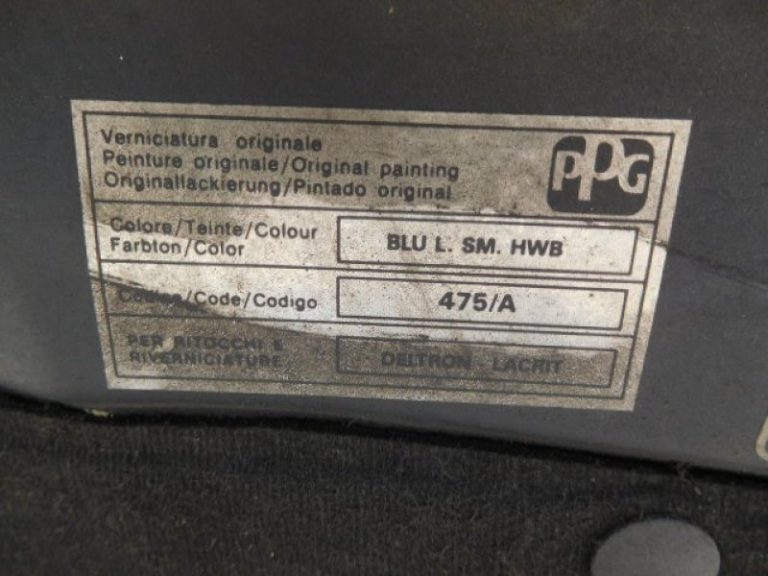 Verniciatura originale
Peinture originale/Original painting
Originallackierung/Pintado original
PPG
Colore/Teinte/Colour
Farbton/Color
BLU L. SM. HWB
Codice/Code/Codigo
475/A
PER RITOCCHI E
RIVERNICIATURE
DELTRON - LACRIT